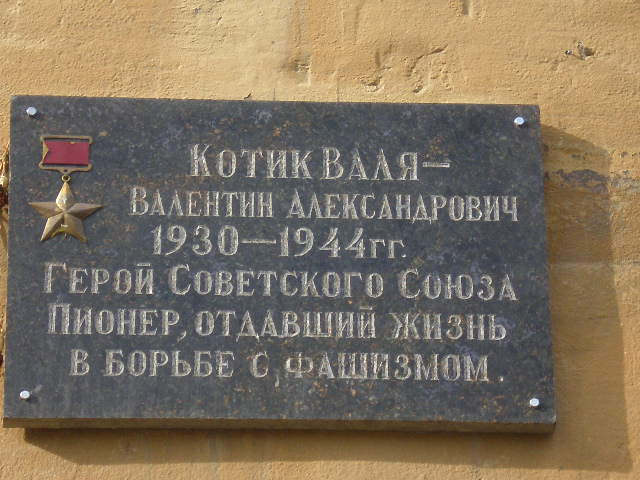 Котик Валя —
Валентин Александрович
1930—1944гг.
Герой Советского Союза
Пионер, отдавший жизнь
в борьбе с фашизмом.